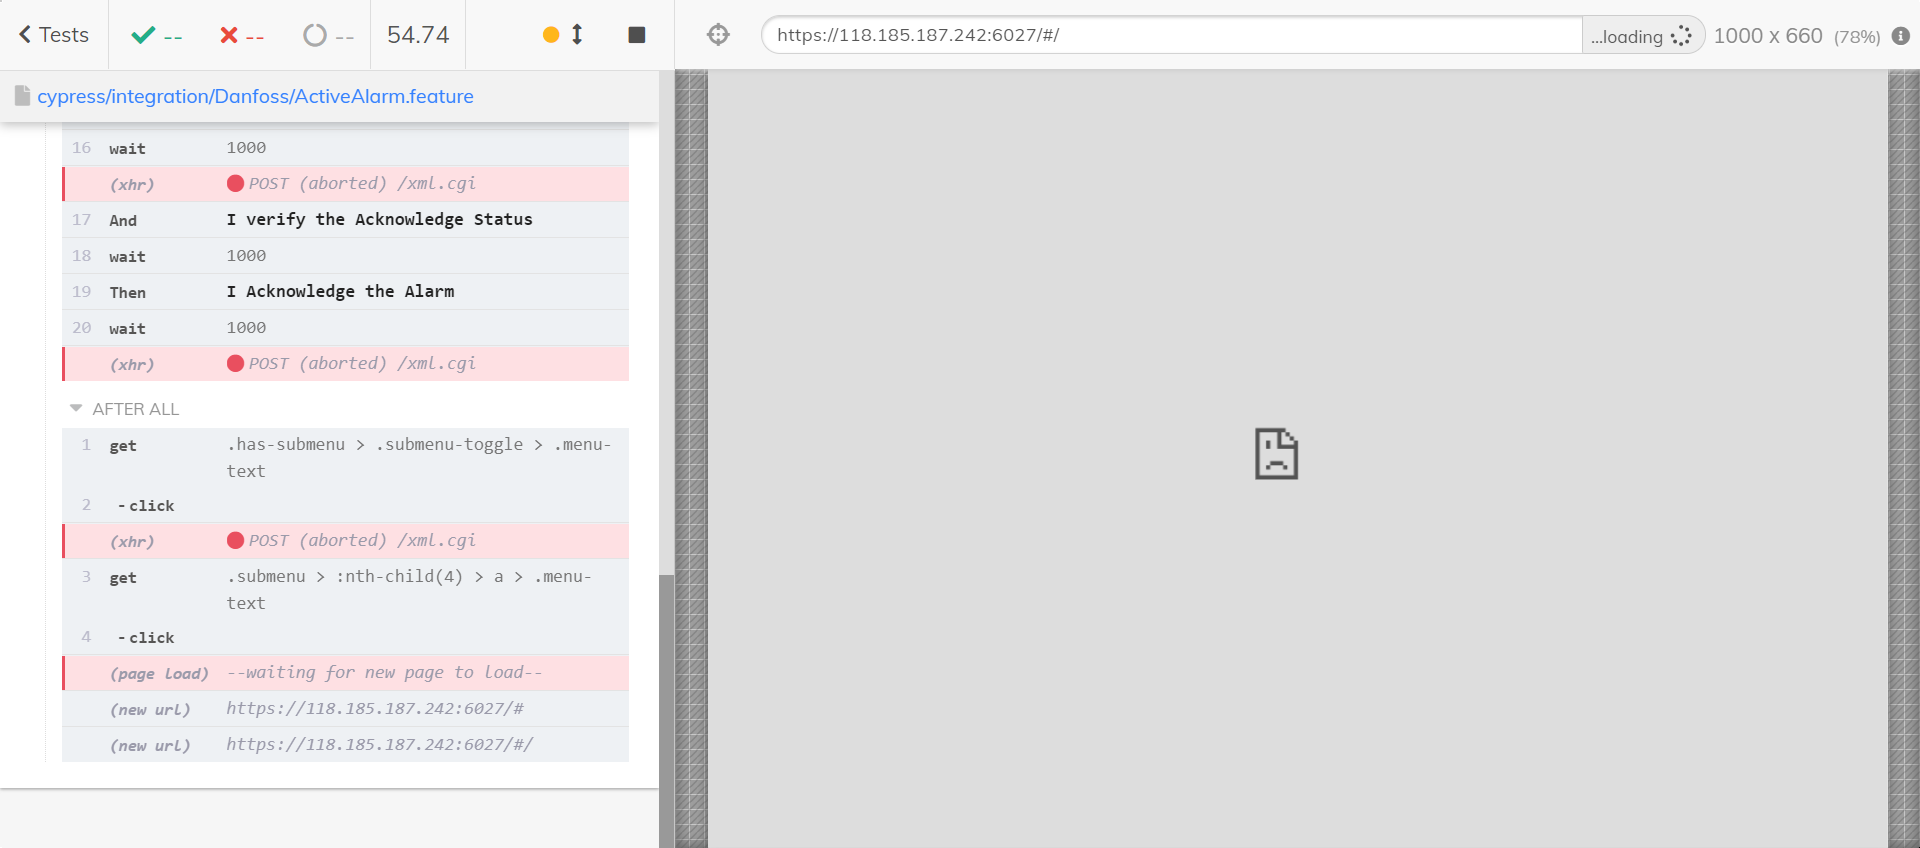 Tests -- -- -- 54.74
https://118.185.187.242:6027/#/ ...loading 1000 x 660 (78%)
cypress/integration/Danfoss/ActiveAlarm.feature
16 wait 1000
(xhr) POST (aborted) /xml.cgi
17 And I verify the Acknowledge Status
18 wait 1000
19 Then I Acknowledge the Alarm
20 wait 1000
(xhr) POST (aborted) /xml.cgi
AFTER ALL
1 get .has-submenu > .submenu-toggle > .menu-
text
2 -click
(xhr) POST (aborted) /xml.cgi
3 get .submenu > :nth-child(4) > a > .menu-
text
4 -click
(page load) --waiting for new page to load--
(new url) https://118.185.187.242:6027/#
(new url) https://118.185.187.242:6027/#/